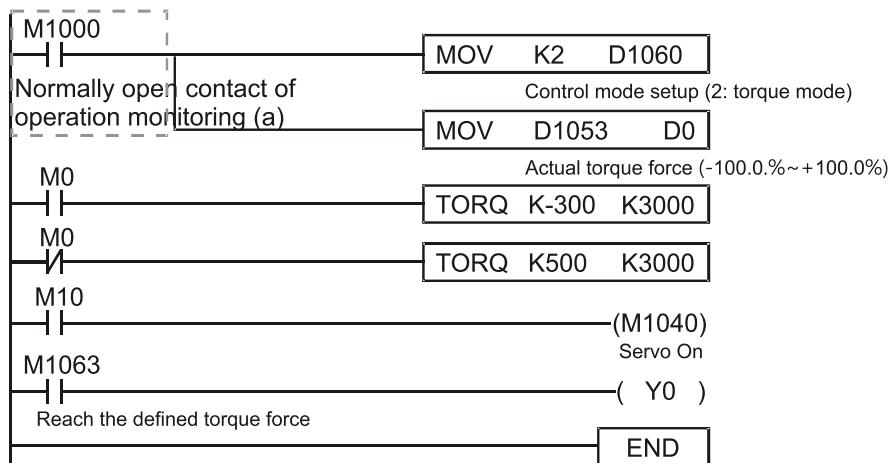 M1000
MOV K2 D1060
Normally open contact of
operation monitoring (a)
Control mode setup (2: torque mode)
MOV D1053 D0
Actual torque force (-100.0.%~+100.0%)
M0
TORQ K-300 K3000
M0
TORQ K500 K3000
M10
(M1040)
Servo On
M1063
( Y0 )
Reach the defined torque force
END